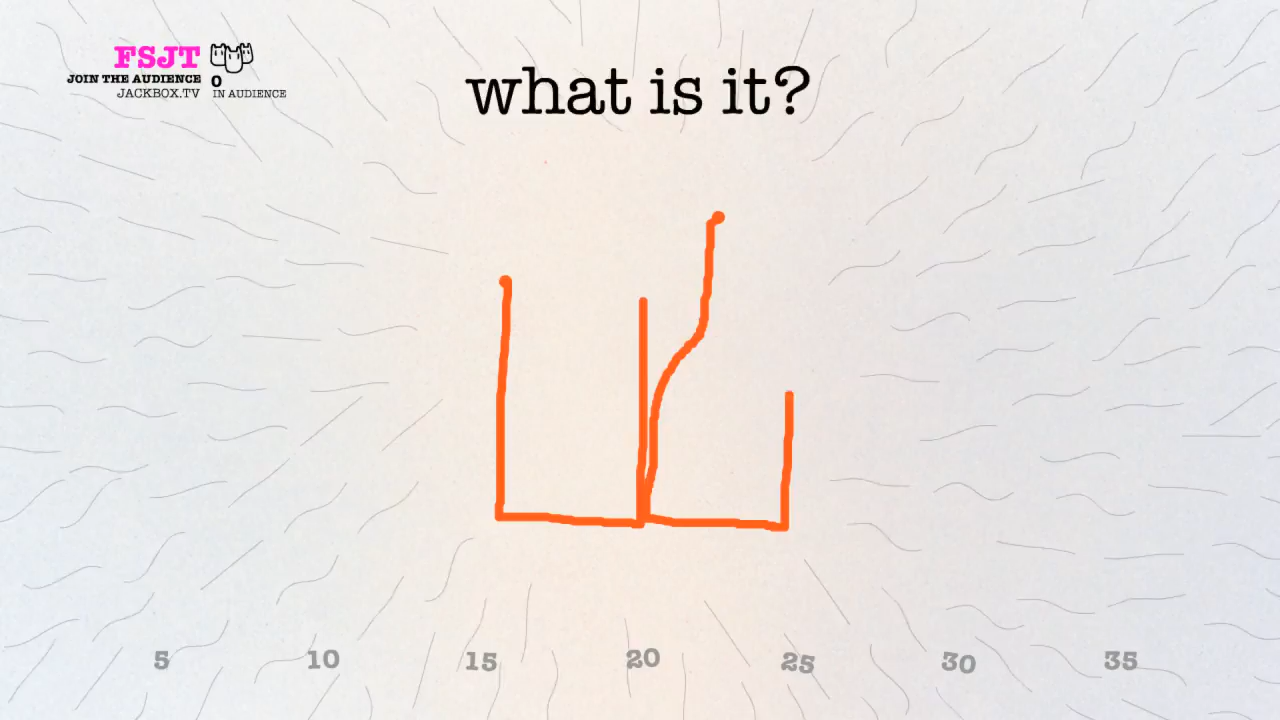 FSJT
JOIN THE AUDIENCE
JACKBOX.TV
0
IN AUDIENCE
what is it?
5 10 15 20 25 30 35